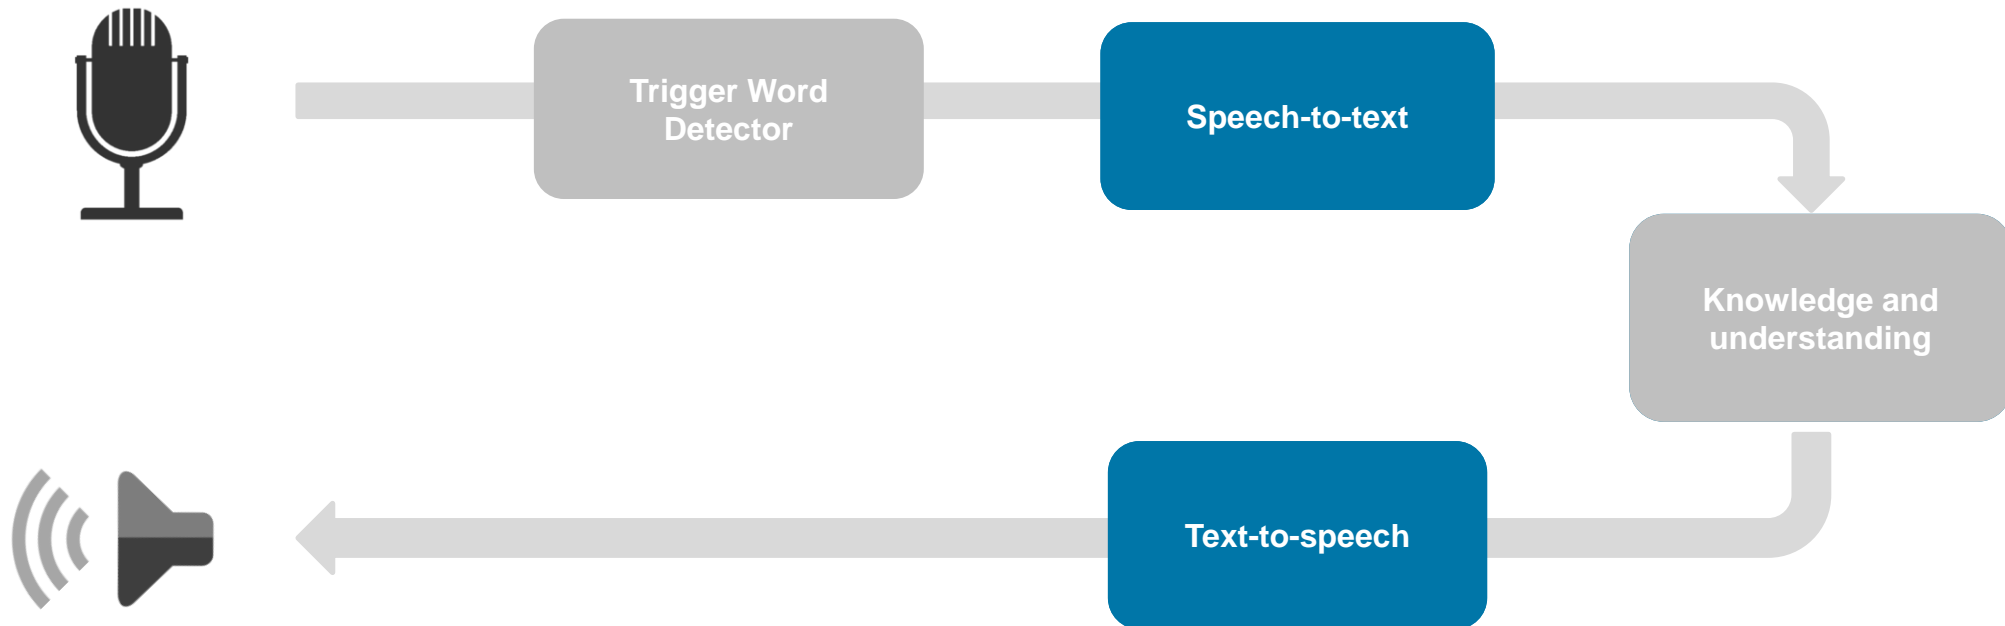 Trigger Word
Detector
Speech-to-text
Knowledge and
understanding
Text-to-speech